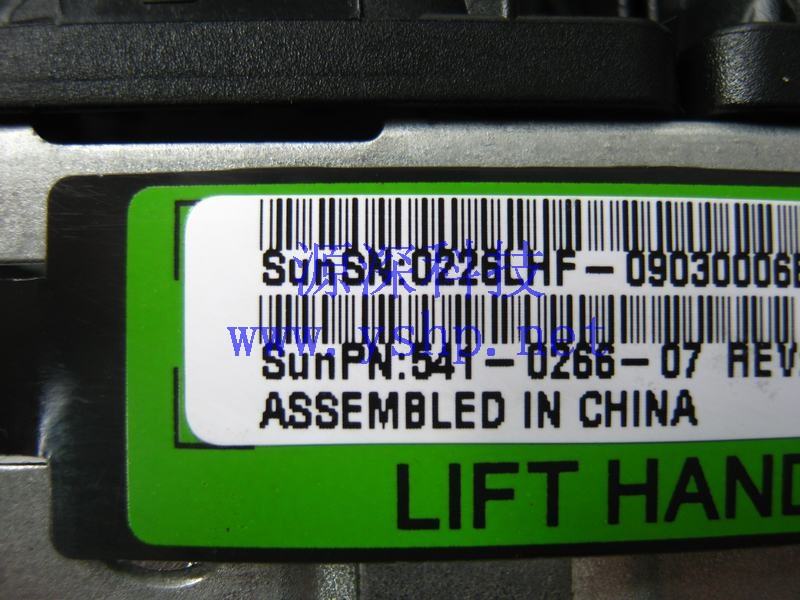 SunSN:0226LHF-09030006
源深科技
www.yshp.net
SunPN:541-0266-07 REV
ASSEMBLED IN CHINA
LIFT HAND